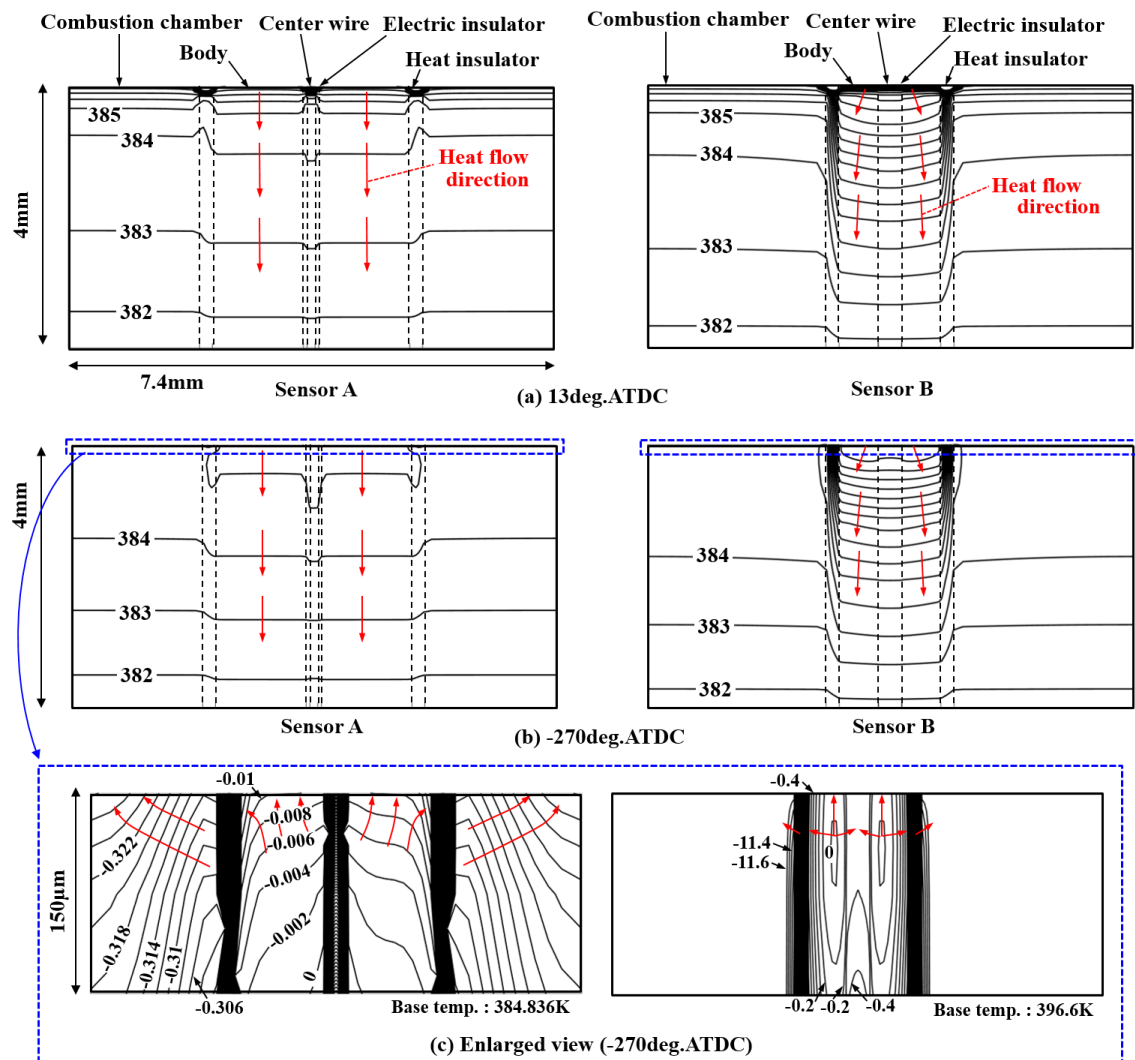 Combustion chamber
Center wire
Electric insulator
Body
Heat insulator
385
384
383
382
Heat flow
direction
4mm
7.4mm
Sensor A
Combustion chamber
Center wire
Electric insulator
Body
Heat insulator
385
384
383
382
Heat flow
direction
Sensor B
(a) 13deg.ATDC
4mm
384
383
382
Sensor A
384
383
382
Sensor B
(b) -270deg.ATDC
150μm
-0.01
-0.008
-0.006
-0.004
-0.002
0
-0.322
-0.318
-0.314
-0.31
-0.306
Base temp. : 384.836K
-0.4
-11.4
-11.6
0
-0.2
-0.2
-0.4
Base temp. : 396.6K
(c) Enlarged view (-270deg.ATDC)